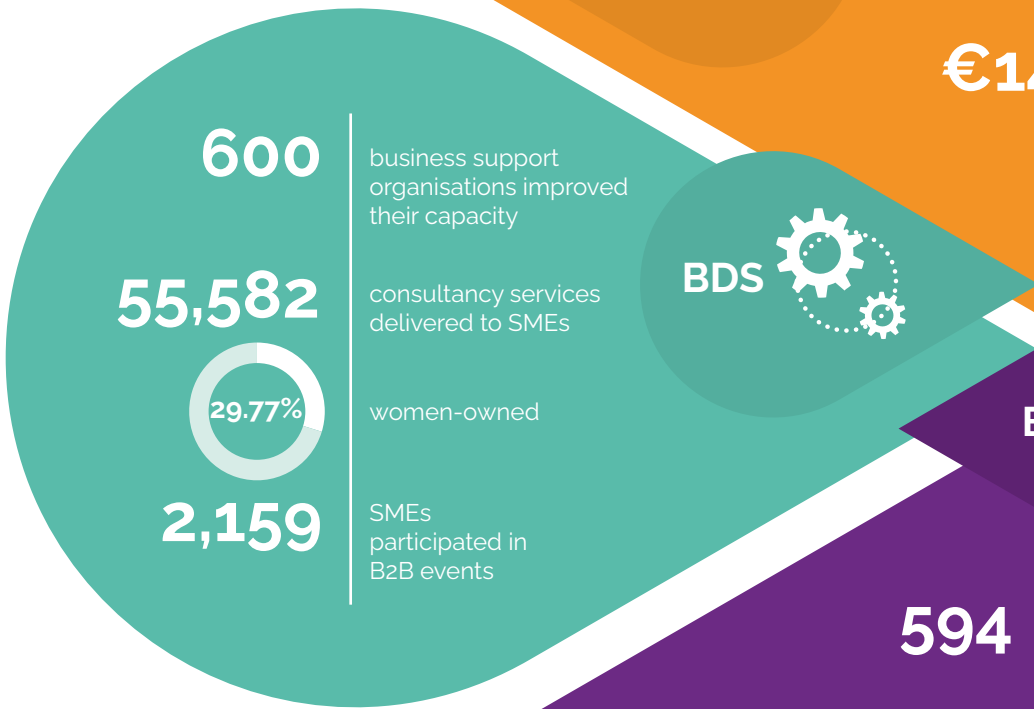 600
business support
organisations improved
their capacity
55,582
consultancy services
delivered to SMEs
29.77%
women-owned
2,159
SMEs
participated in
B2B events
BDS
594